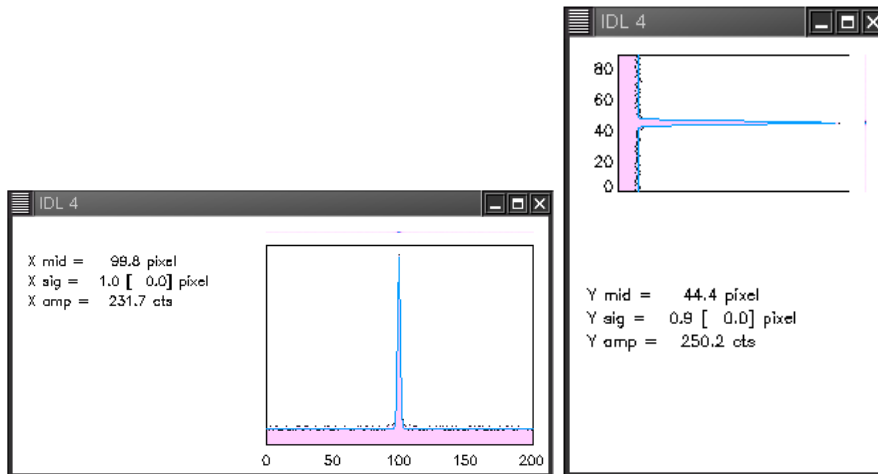 IDL 4
X mid = 99.8 pixel
X sig = 1.0 [ 0.0] pixel
X amp = 231.7 cts
0 50 100 150 200
IDL 4
80
60
40
20
0
Y mid = 44.4 pixel
Y sig = 0.9 [ 0.0] pixel
Y amp = 250.2 cts